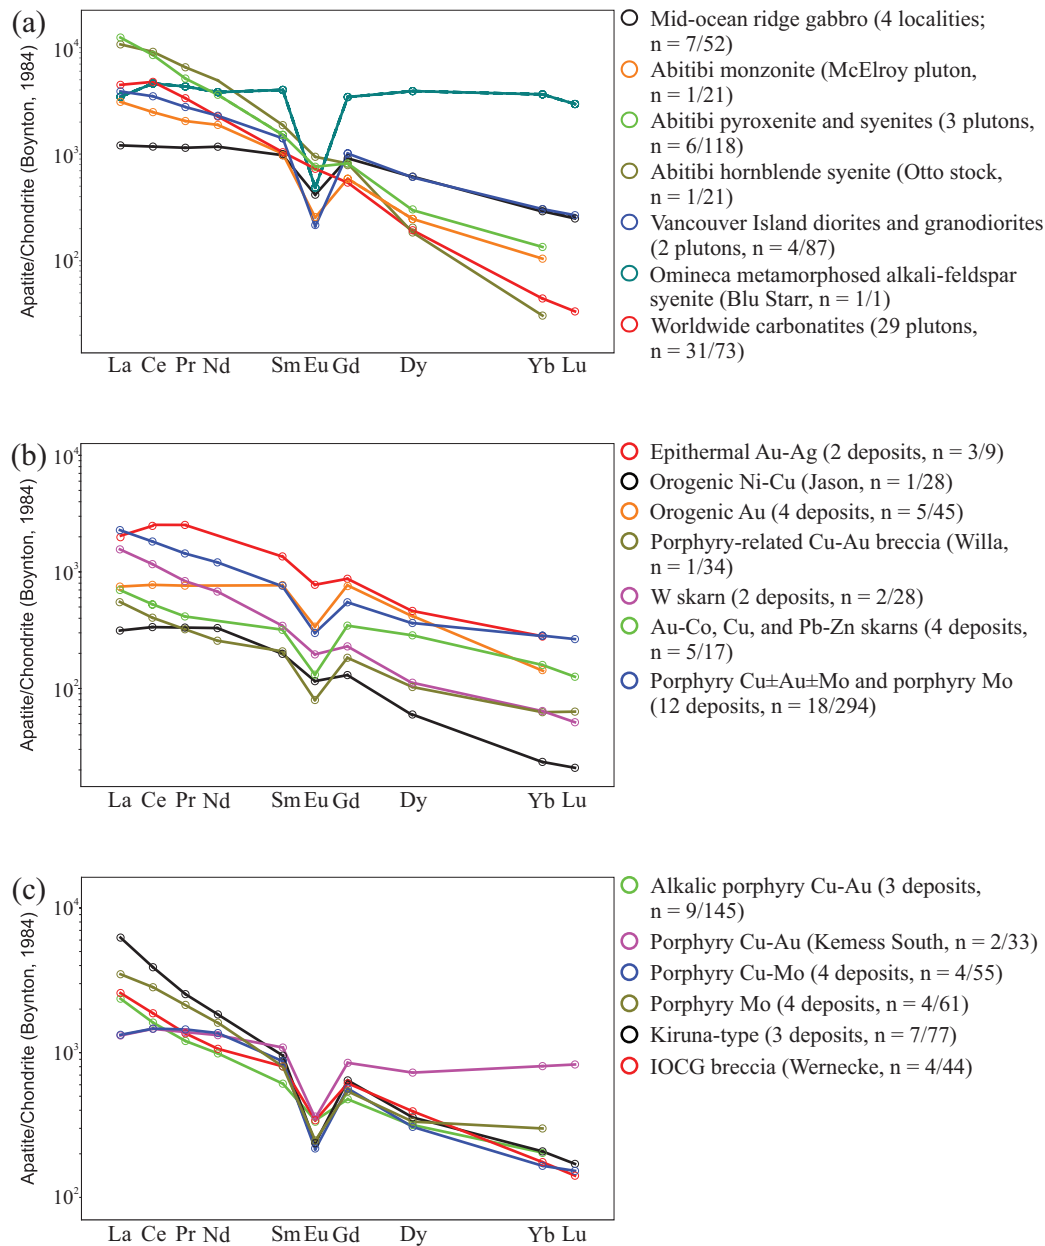 (a)
Apatite/Chondrite (Boynton, 1984)
10⁴
10³
10²
La Ce Pr Nd Sm Eu Gd Dy Yb Lu
Mid-ocean ridge gabbro (4 localities;
n = 7/52)
Abitibi monzonite (McElroy pluton,
n = 1/21)
Abitibi pyroxenite and syenites (3 plutons,
n = 6/118)
Abitibi hornblende syenite (Otto stock,
n = 1/21)
Vancouver Island diorites and granodiorites
(2 plutons, n = 4/87)
Omineca metamorphosed alkali-feldspar
syenite (Blu Starr, n = 1/1)
Worldwide carbonatites (29 plutons,
n = 31/73)
(b)
Apatite/Chondrite (Boynton, 1984)
10⁴
10³
10²
La Ce Pr Nd Sm Eu Gd Dy Yb Lu
Epithermal Au-Ag (2 deposits, n = 3/9)
Orogenic Ni-Cu (Jason, n = 1/28)
Orogenic Au (4 deposits, n = 5/45)
Porphyry-related Cu-Au breccia (Willa,
n = 1/34)
W skarn (2 deposits, n = 2/28)
Au-Co, Cu, and Pb-Zn skarns (4 deposits,
n = 5/17)
Porphyry Cu±Au±Mo and porphyry Mo
(12 deposits, n = 18/294)
(c)
Apatite/Chondrite (Boynton, 1984)
10⁴
10³
10²
La Ce Pr Nd Sm Eu Gd Dy Yb Lu
Alkalic porphyry Cu-Au (3 deposits,
n = 9/145)
Porphyry Cu-Au (Kemess South, n = 2/33)
Porphyry Cu-Mo (4 deposits, n = 4/55)
Porphyry Mo (4 deposits, n = 4/61)
Kiruna-type (3 deposits, n = 7/77)
IOCG breccia (Wernecke, n = 4/44)